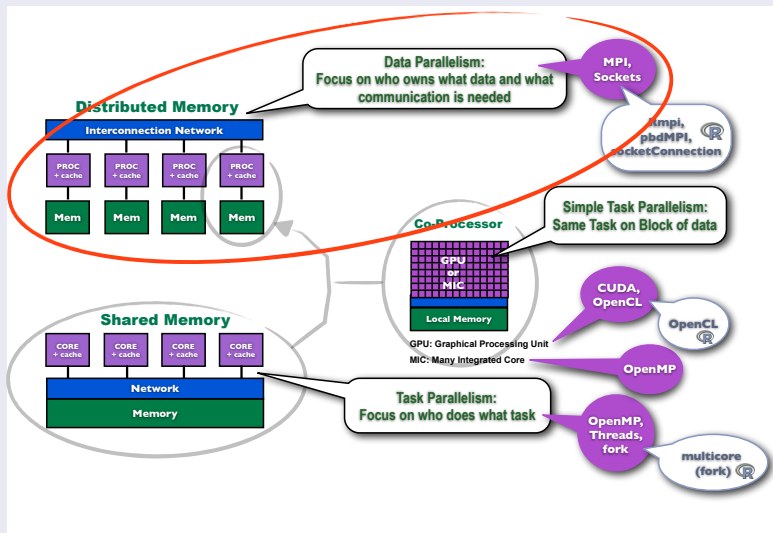 Data Parallelism:
Focus on who owns what data and what
communication is needed
MPI,
Sockets
Distributed Memory
Interconnection Network
PROC
+ cache
PROC
+ cache
PROC
+ cache
PROC
+ cache
Mem
Mem
Mem
Mem
Rmpi,
pbdMPI,
socketConnection
R
Simple Task Parallelism:
Same Task on Block of data
Co-Processor
GPU
or
MIC
Local Memory
GPU: Graphical Processing Unit
MIC: Many Integrated Core
CUDA,
OpenCL
OpenCL
R
OpenMP
Shared Memory
CORE
+ cache
CORE
+ cache
CORE
+ cache
CORE
+ cache
Network
Memory
Task Parallelism:
Focus on who does what task
OpenMP,
Threads,
fork
multicore
(fork)
R